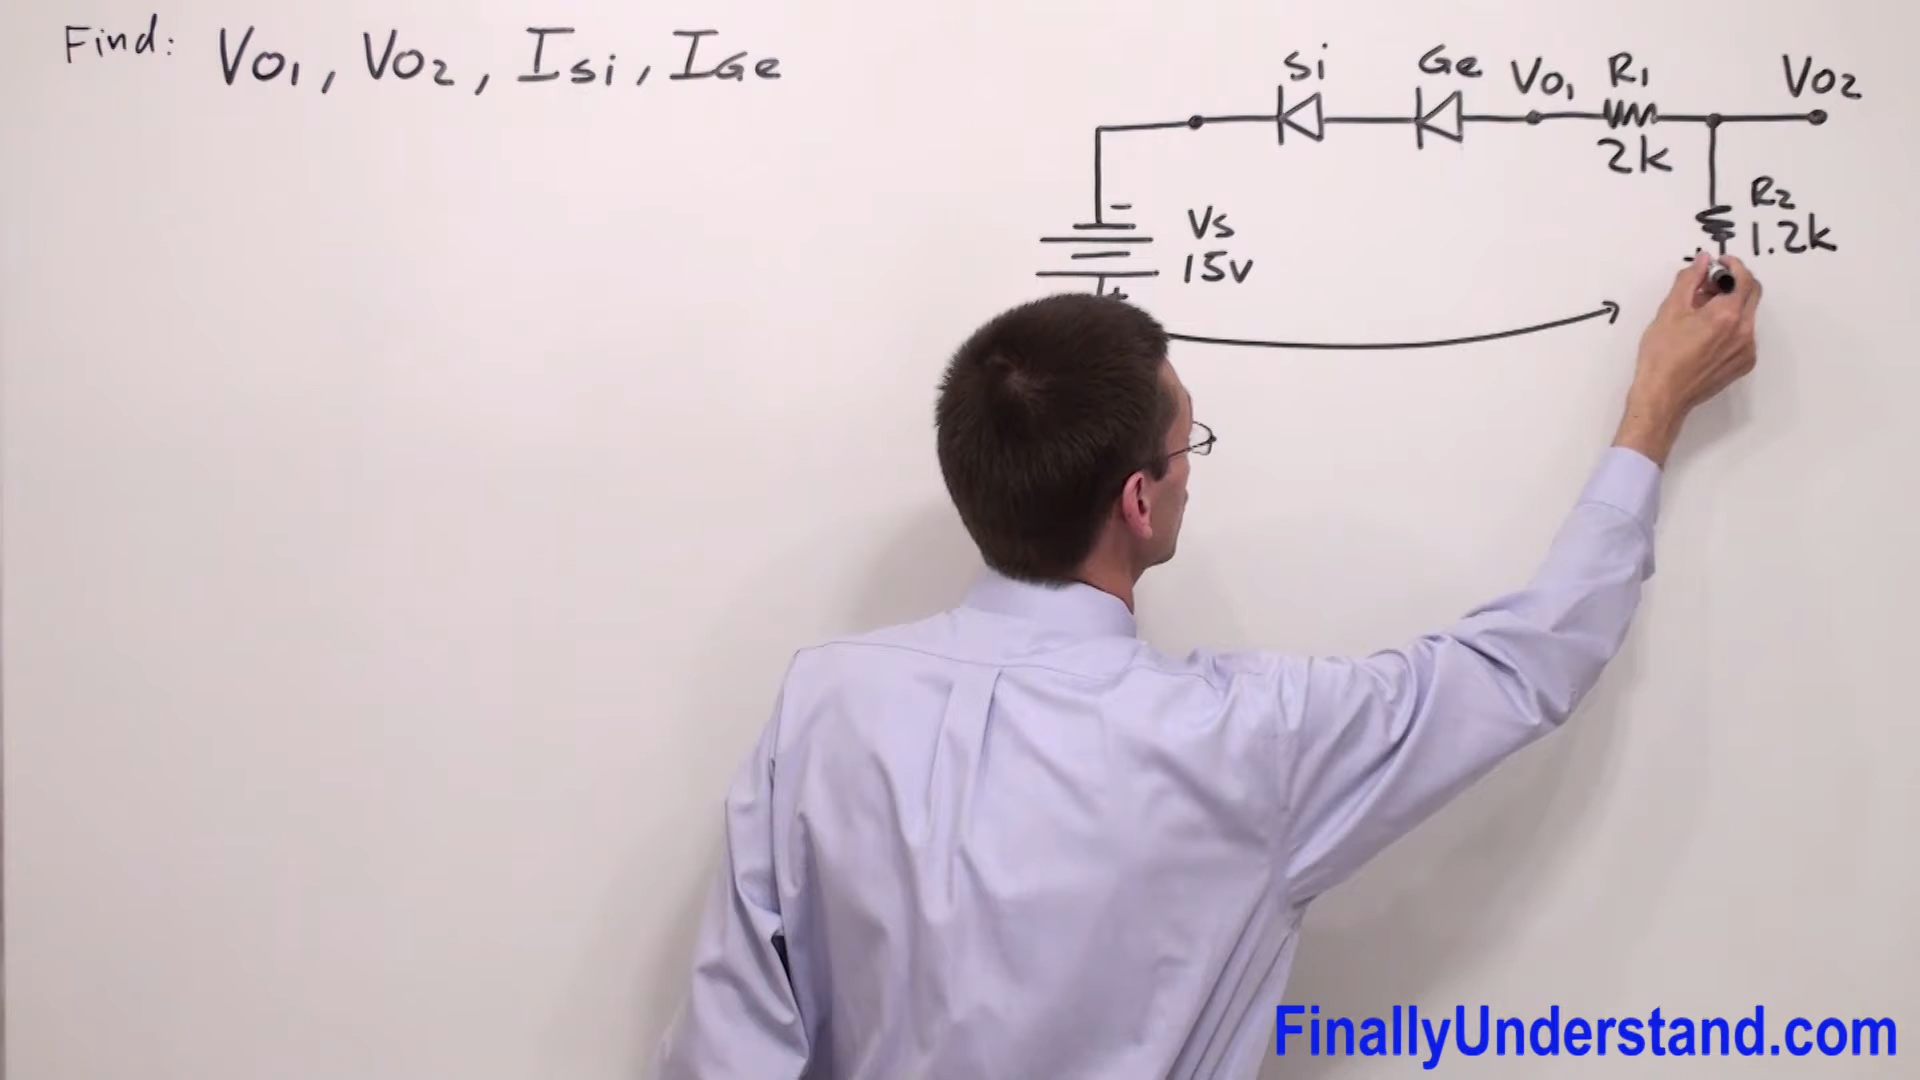 Find: Vo1, Vo2, Isi, IGe
Si Ge Vo1 R1 Vo2
2k
R2
1.2k
-
Vs
15v
+
FinallyUnderstand.com